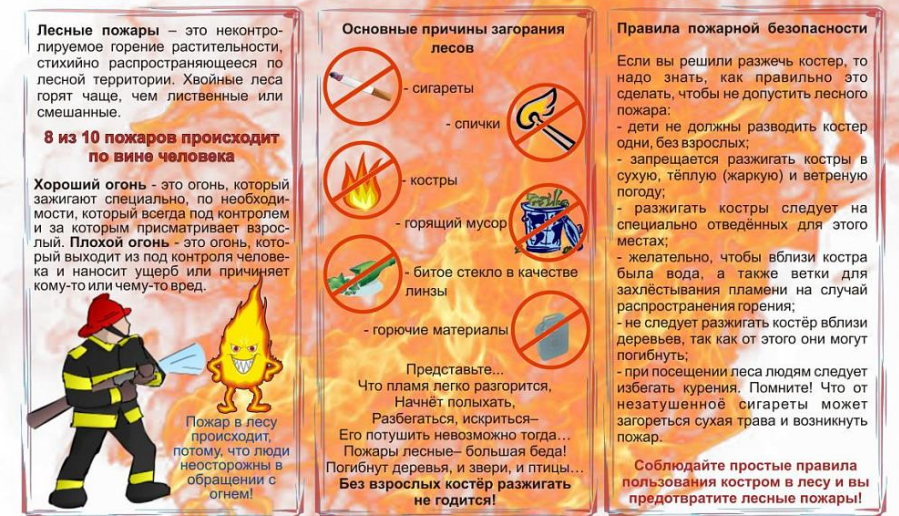 Лесные пожары – это неконтро-
лируемое горение растительности,
стихийно распространяющееся по
лесной территории. Хвойные леса
горят чаще, чем лиственные или
смешанные.
8 из 10 пожаров происходит
по вине человека
Хороший огонь - это огонь, который
зажигают специально, по необходи-
мости, который всегда под контролем
и за которым присматривает взрос-
лый. Плохой огонь - это огонь, кото-
рый выходит из под контроля челове-
ка и наносит ущерб или причиняет
кому-то или чему-то вред.
Пожар в лесу
происходит,
потому, что люди
неосторожны в
обращении с
огнем!
Основные причины загорания
лесов
- сигареты
- спички
- костры
- горящий мусор
- битое стекло в качестве
линзы
- горючие материалы
Представьте...
Что пламя легко разгорится,
Начнёт полыхать,
Разбегаться, искриться–
Его потушить невозможно тогда…
Пожары лесные– большая беда!
Погибнут деревья, и звери, и птицы…
Без взрослых костёр разжигать
не годится!
Правила пожарной безопасности
Если вы решили разжечь костер, то
надо знать, как правильно это
сделать, чтобы не допустить лесного
пожара:
- дети не должны разводить костер
одни, без взрослых;
- запрещается разжигать костры в
сухую, тёплую (жаркую) и ветреную
погоду;
- разжигать костры следует на
специально отведённых для этого
местах;
- желательно, чтобы вблизи костра
была вода, а также ветки для
захлёстывания пламени на случай
распространения горения;
- не следует разжигать костёр вблизи
деревьев, так как от этого они могут
погибнуть;
- при посещении леса людям следует
избегать курения. Помните! Что от
незатушенной сигареты может
загореться сухая трава и возникнуть
пожар.
Соблюдайте простые правила
пользования костром в лесу и вы
предотвратите лесные пожары!